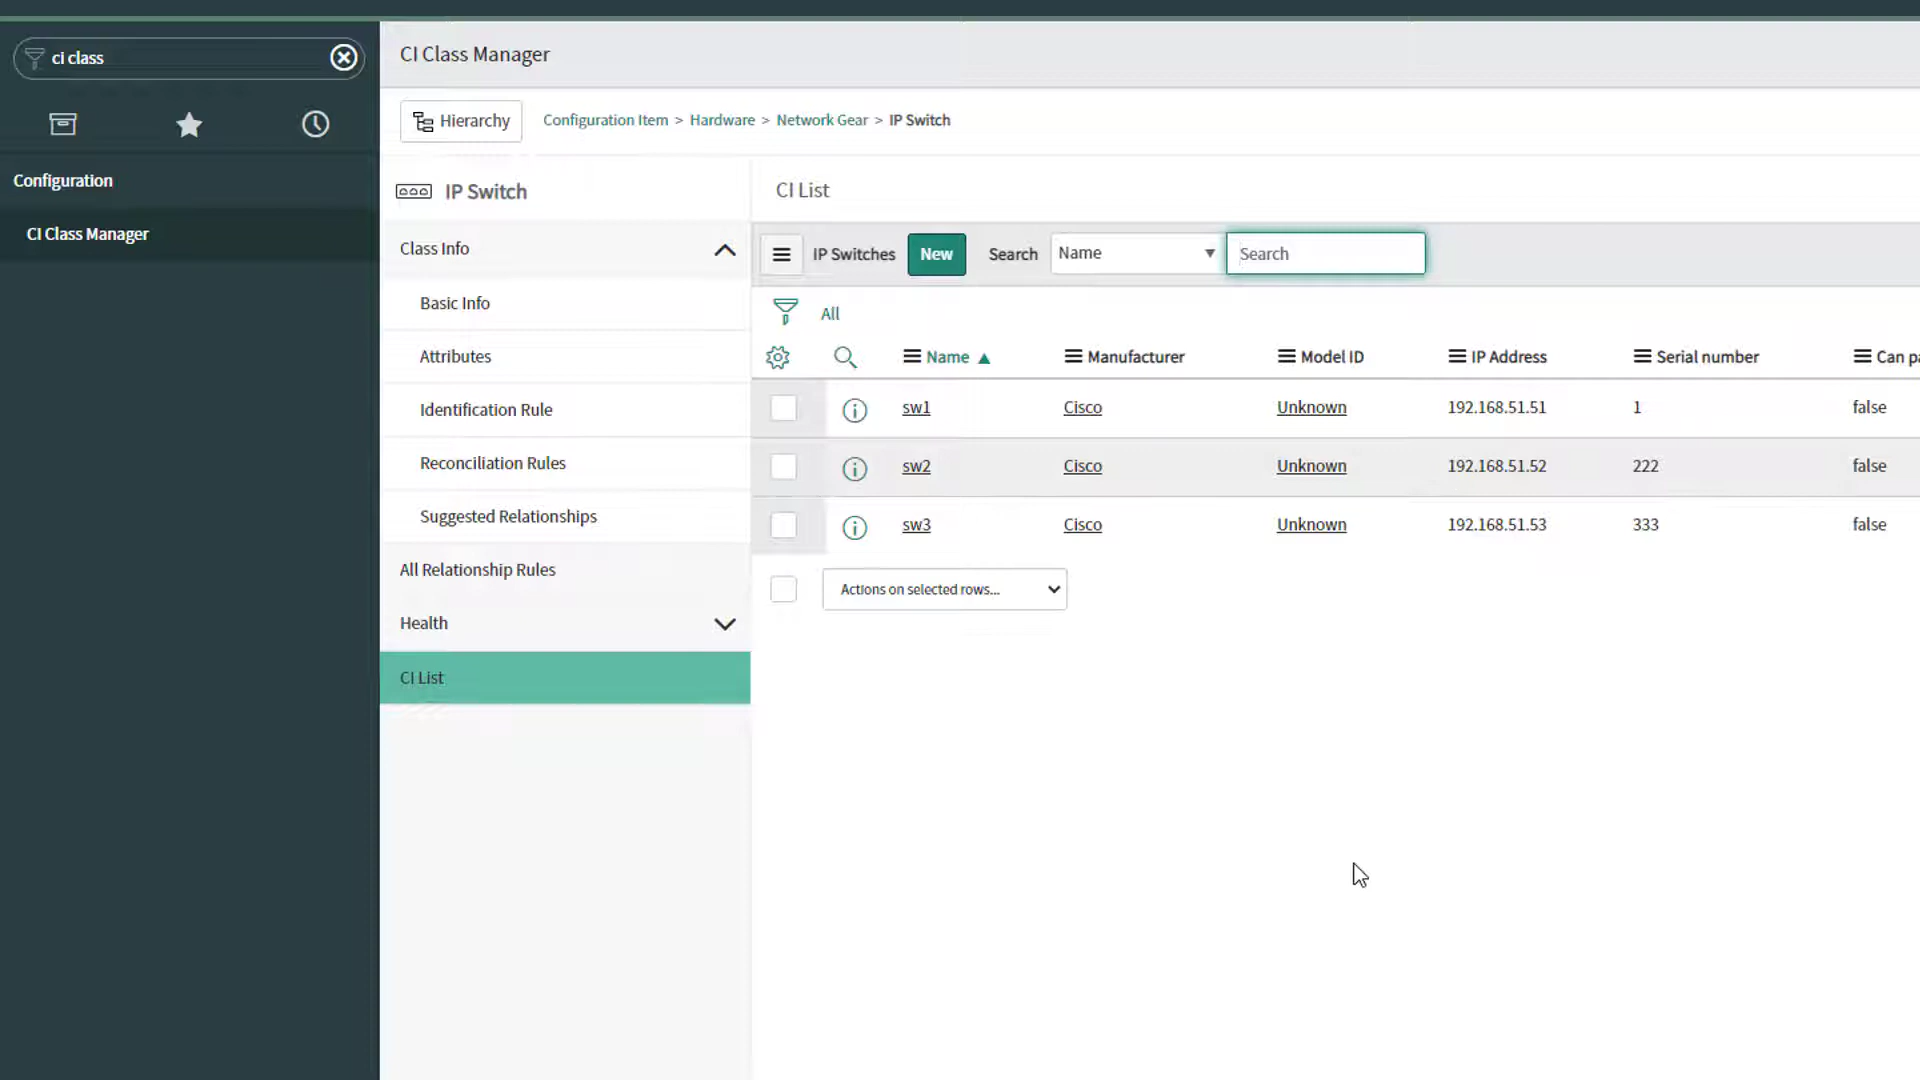 ci class
Configuration
CI Class Manager
CI Class Manager
Hierarchy
Configuration Item > Hardware > Network Gear > IP Switch
IP Switch
Class Info
Basic Info
Attributes
Identification Rule
Reconciliation Rules
Suggested Relationships
All Relationship Rules
Health
CI List
CI List
IP Switches New Search Name Search
All
Name Manufacturer Model ID IP Address Serial number Can pa
sw1 Cisco Unknown 192.168.51.51 1 false
sw2 Cisco Unknown 192.168.51.52 222 false
sw3 Cisco Unknown 192.168.51.53 333 false
Actions on selected rows...